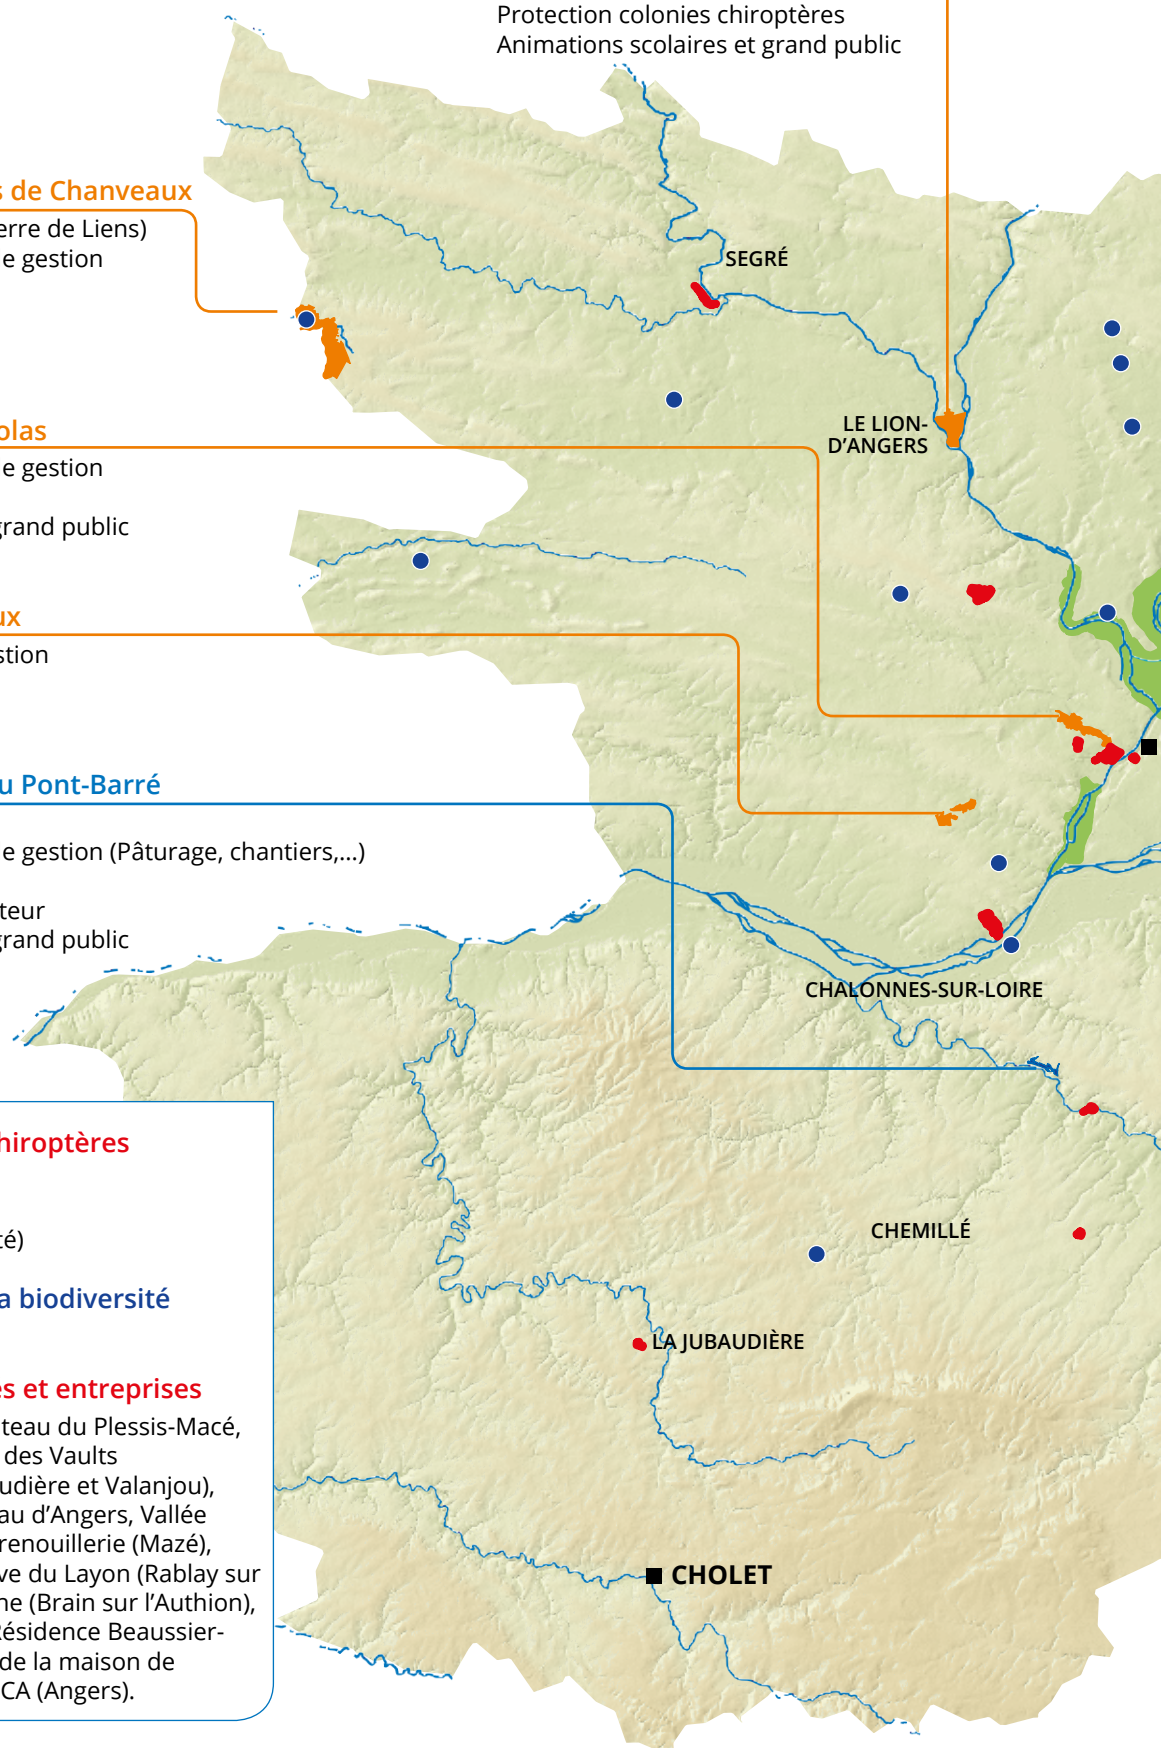 Protection colonies chiroptères
Animations scolaires et grand public
s de Chanveaux
erre de Liens)
e gestion
SEGRÉ
LE LION-
D'ANGERS
olas
e gestion
grand public
ux
stion
u Pont-Barré
e gestion (Pâturage, chantiers,...)
teur
grand public
CHALONNES-SUR-LOIRE
hiroptères
té)
a biodiversité
es et entreprises
teau du Plessis-Macé,
des Vaults
udière et Valanjou),
au d'Angers, Vallée
renouillerie (Mazé),
ve du Layon (Rablay sur
ne (Brain sur l'Authion),
Résidence Beaussier-
de la maison de
CA (Angers).
CHEMILLÉ
LA JUBAUDIÈRE
CHOLET